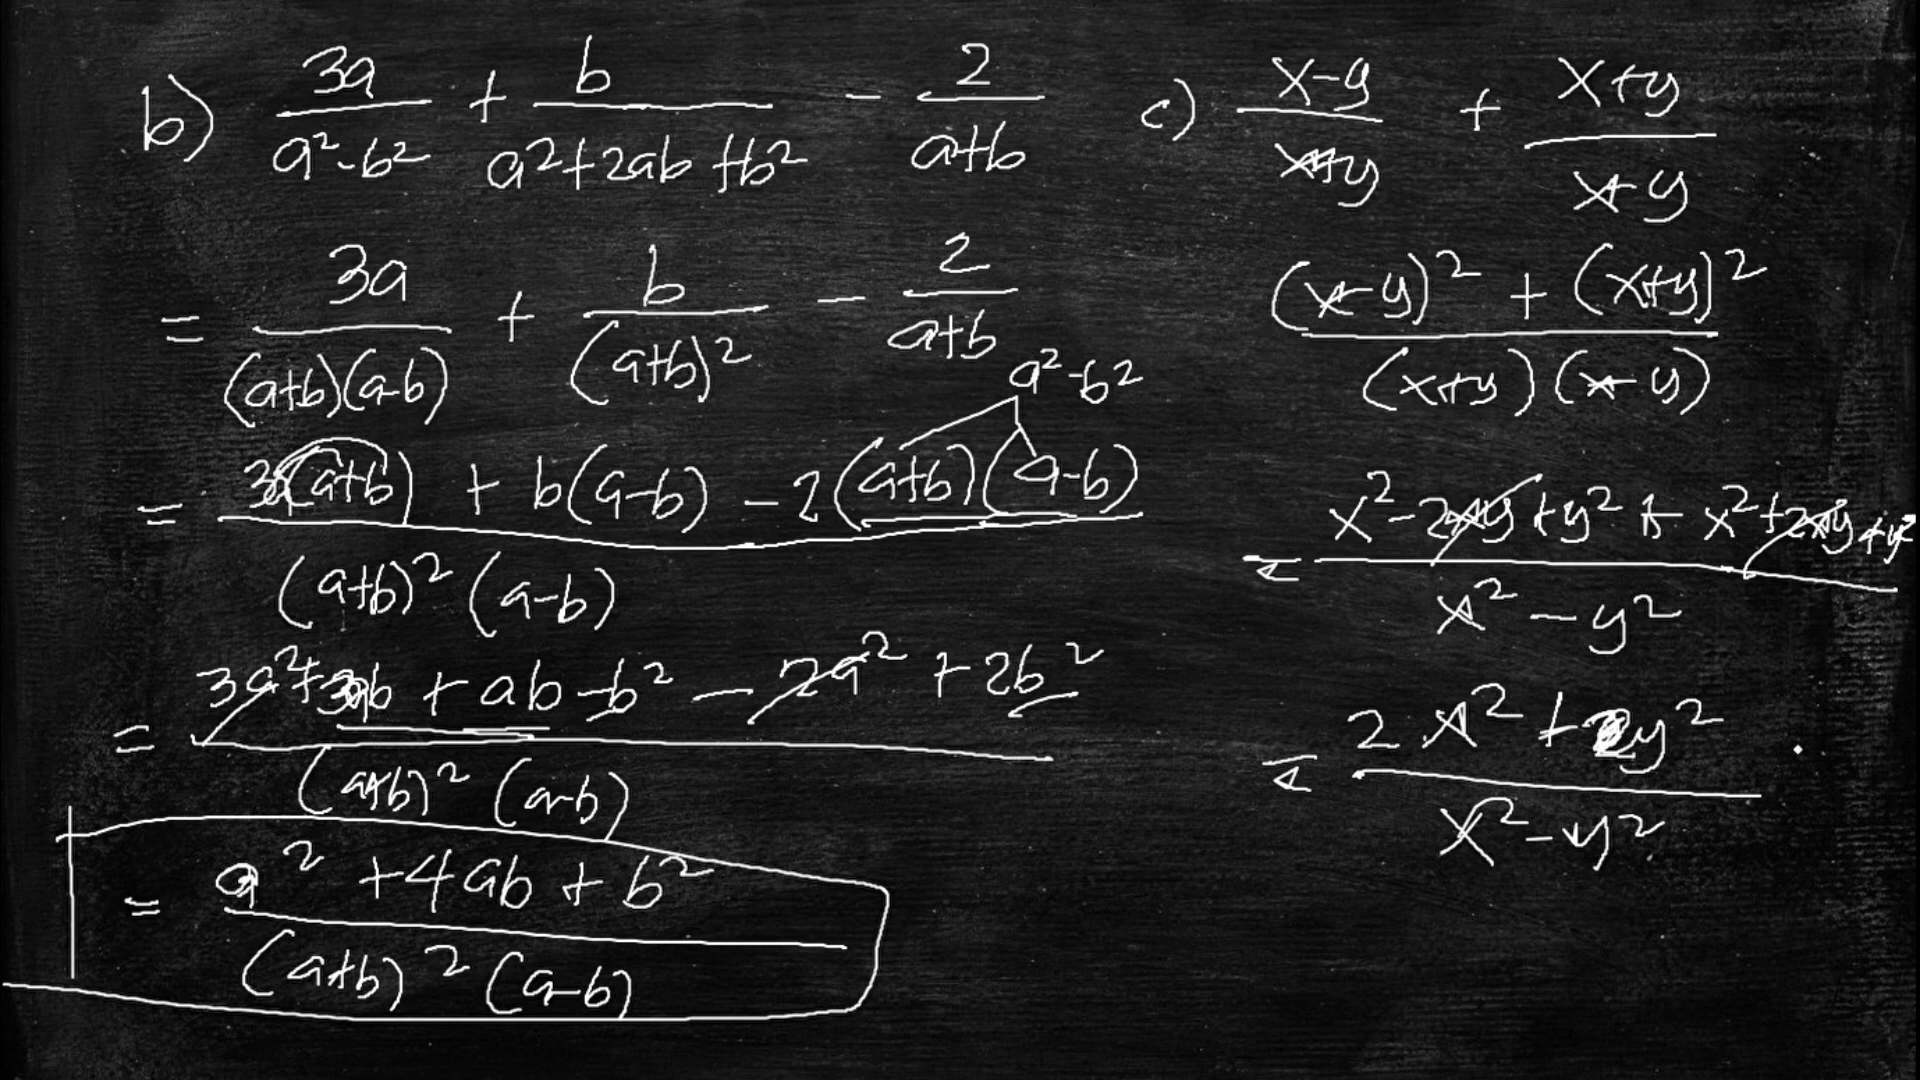 b) 3a/(a²-b²) + b/(a²+2ab+b²) - 2/(a+b)
= 3a/((a+b)(a-b)) + b/(a+b)² - 2/(a+b)
a²-b²
= (3a(a+b) + b(a-b) - 2(a+b)(a-b))/((a+b)²(a-b))
= (3a²+3ab + ab - b² - 2a² + 2b²)/((a+b)²(a-b))
= (a² + 4ab + b²)/((a+b)²(a-b))
c) (x-y)/(x+y) + (x+y)/(x-y)
((x-y)² + (x+y)²)/((x+y)(x-y))
= (x²-2xy+y² + x²+2xy+y²)/(x²-y²)
= (2x²+2y²)/(x²-y²)